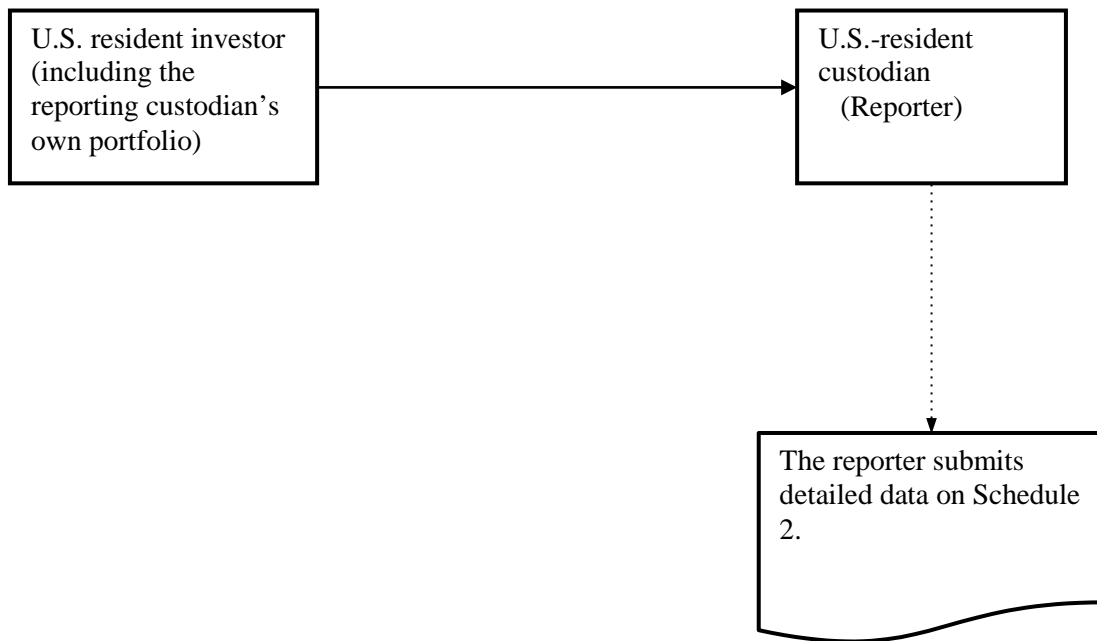 U.S. resident investor
(including the
reporting custodian’s
own portfolio)
U.S.-resident
custodian
(Reporter)
The reporter submits
detailed data on Schedule
2.